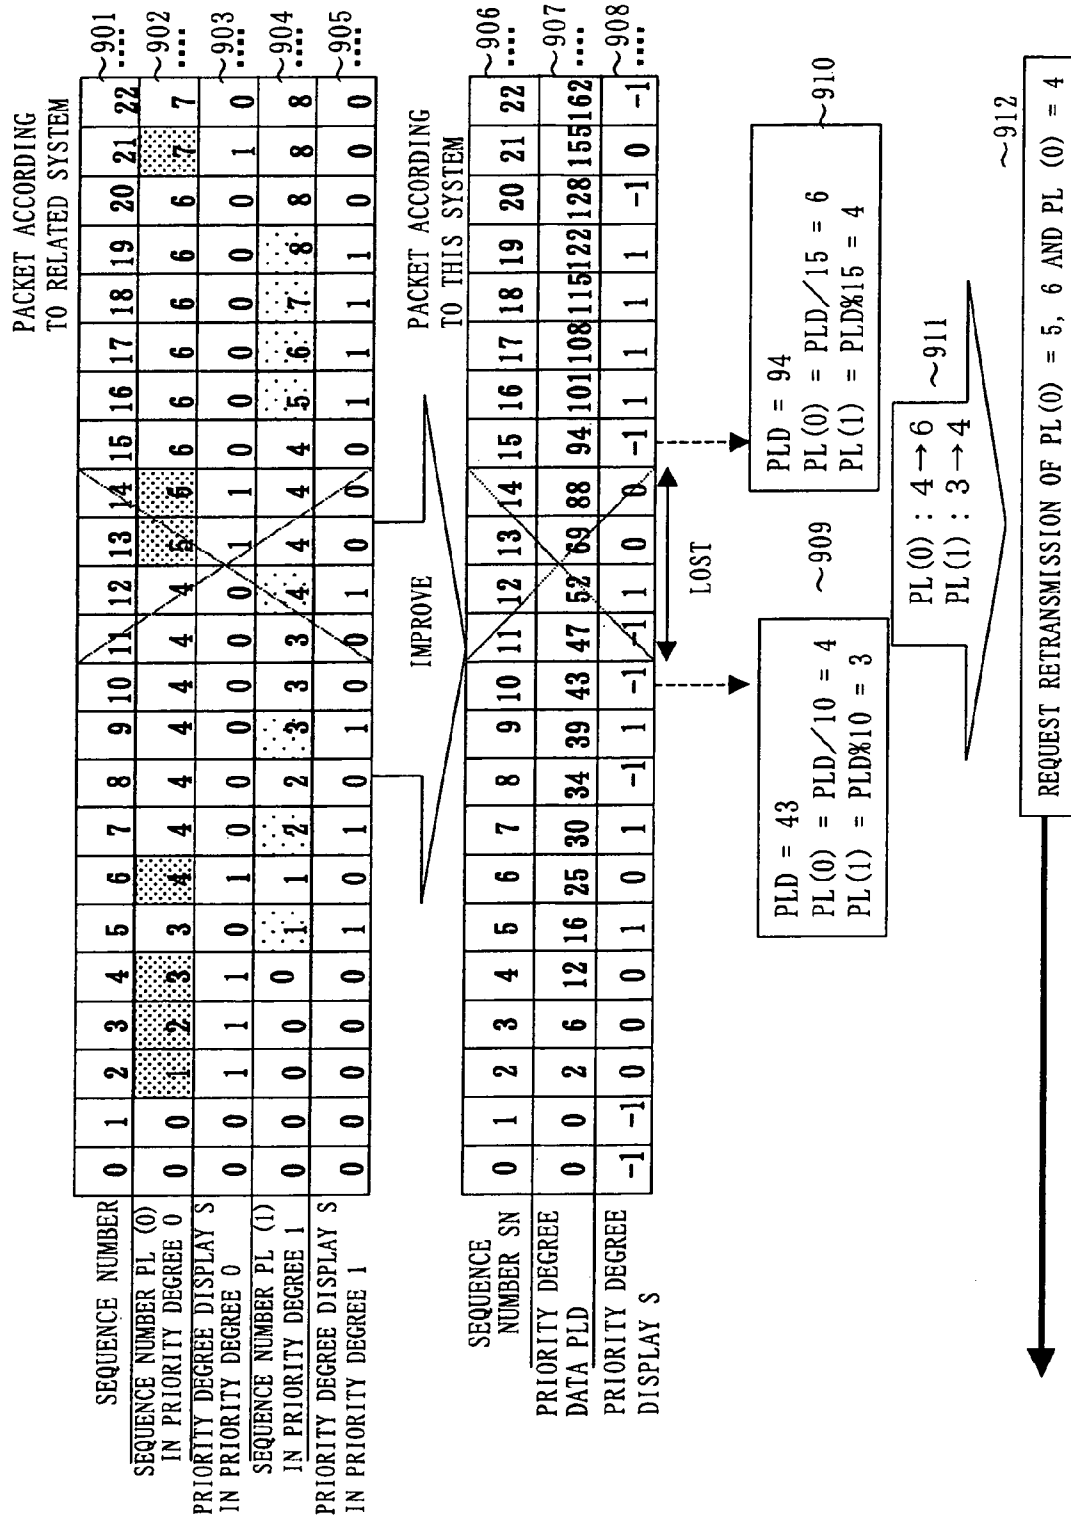 PACKET ACCORDING
TO RELATED SYSTEM
SEQUENCE NUMBER 0 1 2 3 4 5 6 7 8 9 10 11 12 13 14 15 16 17 18 19 20 21 22 ~901
SEQUENCE NUMBER PL (0)
IN PRIORITY DEGREE 0
0 0 1 2 3 3 4 4 4 4 4 4 4 5 6 6 6 6 6 6 6 7 7 ~902
PRIORITY DEGREE DISPLAY S
IN PRIORITY DEGREE 0
0 0 1 1 1 0 1 0 0 0 0 0 0 1 1 0 0 0 0 0 0 1 0 ~903
SEQUENCE NUMBER PL (1)
IN PRIORITY DEGREE 1
0 0 0 0 0 1 1 2 2 3 3 3 4 4 4 4 5 6 7 8 8 8 8 ~904
PRIORITY DEGREE DISPLAY S
IN PRIORITY DEGREE 1
0 0 0 0 0 1 0 1 0 1 0 0 1 0 0 0 1 1 1 1 0 0 0 ~905
IMPROVE
PACKET ACCORDING
TO THIS SYSTEM
SEQUENCE
NUMBER SN
0 1 2 3 4 5 6 7 8 9 10 11 12 13 14 15 16 17 18 19 20 21 22 ~906
PRIORITY DEGREE
DATA PLD
0 0 2 6 12 16 25 30 34 39 43 47 52 69 88 94 101 108 115 122 128 155 162 ~907
PRIORITY DEGREE
DISPLAY S
-1 -1 0 0 0 1 0 1 -1 1 -1 -1 1 0 0 -1 1 1 1 1 -1 0 -1 ~908
LOST
PLD = 43
PL(0) = PLD/10 = 4
PL(1) = PLD%10 = 3
~909
PLD = 94
PL(0) = PLD/15 = 6
PL(1) = PLD%15 = 4
~910
PL(0) : 4→6
PL(1) : 3→4
~911
~912
REQUEST RETRANSMISSION OF PL(0) = 5, 6 AND PL (0) = 4